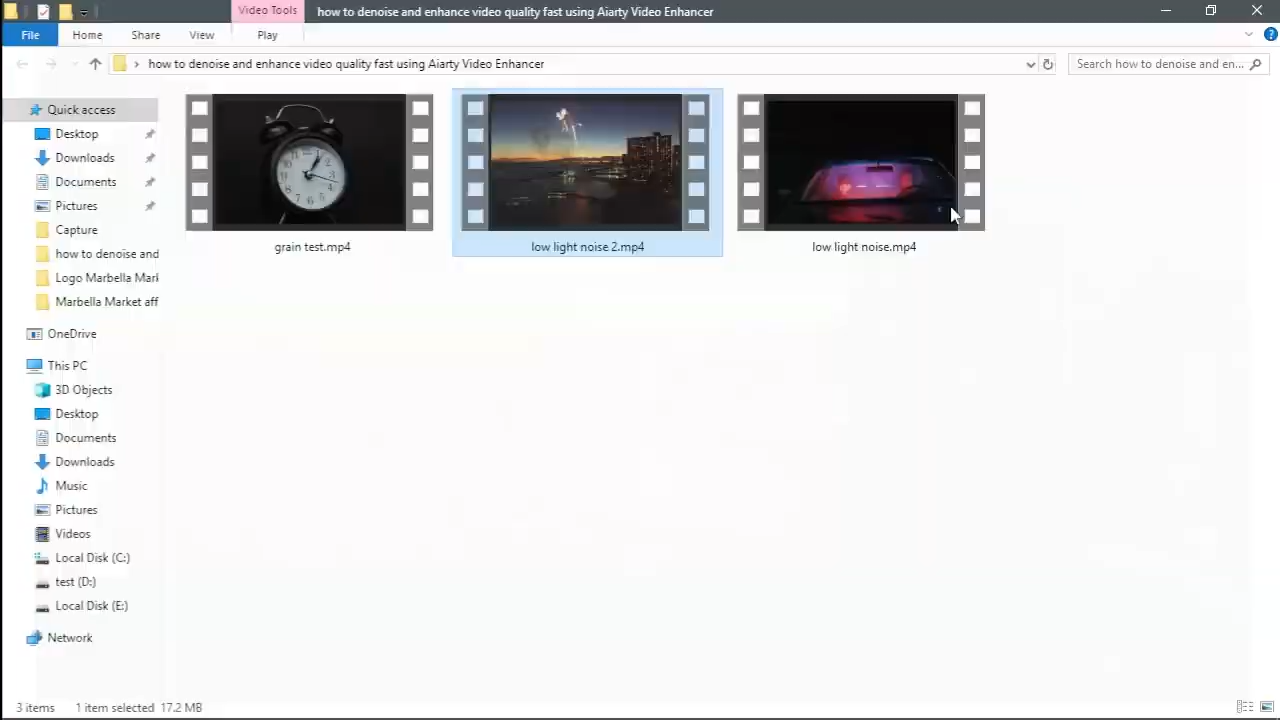 Video Tools
how to denoise and enhance video quality fast using Aiarty Video Enhancer
File
Home
Share
View
Play
how to denoise and enhance video quality fast using Aiarty Video Enhancer
Search how to denoise and en...
Quick access
Desktop
Downloads
Documents
Pictures
Capture
how to denoise and
Logo Marbella Mark
Marbella Market aff
OneDrive
This PC
3D Objects
Desktop
Documents
Downloads
Music
Pictures
Videos
Local Disk (C:)
test (D:)
Local Disk (E:)
Network
grain test.mp4
low light noise 2.mp4
low light noise.mp4
3 items
1 item selected 17.2 MB